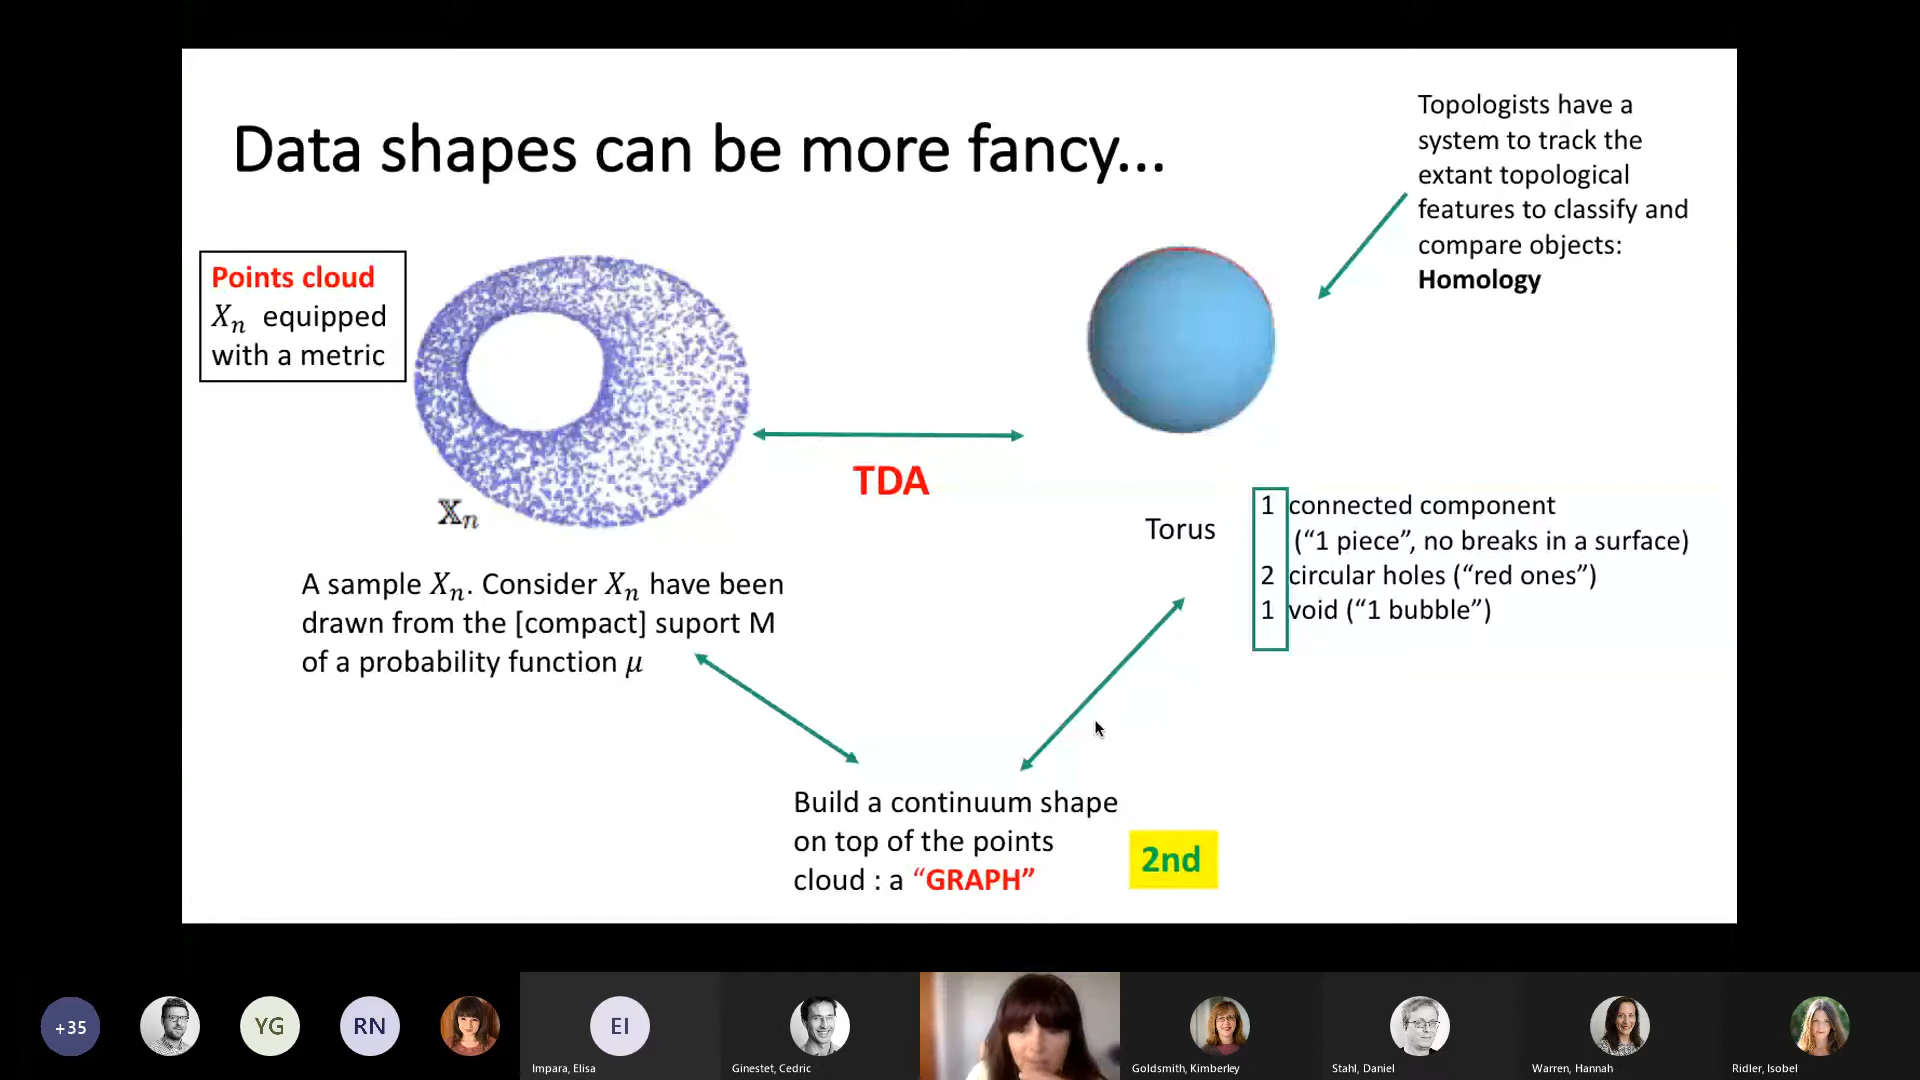 Data shapes can be more fancy...
Topologists have a
system to track the
extant topological
features to classify and
compare objects:
Homology
Points cloud
Xn equipped
with a metric
𝕏n
TDA
Torus
1 connected component
("1 piece", no breaks in a surface)
2 circular holes ("red ones")
1 void ("1 bubble")
A sample Xn. Consider Xn have been
drawn from the [compact] suport M
of a probability function μ
Build a continuum shape
on top of the points
cloud : a "GRAPH"
2nd
+35
YG
RN
EI
Impara, Elisa
Ginestet, Cedric
Goldsmith, Kimberley
Stahl, Daniel
Warren, Hannah
Ridler, Isobel